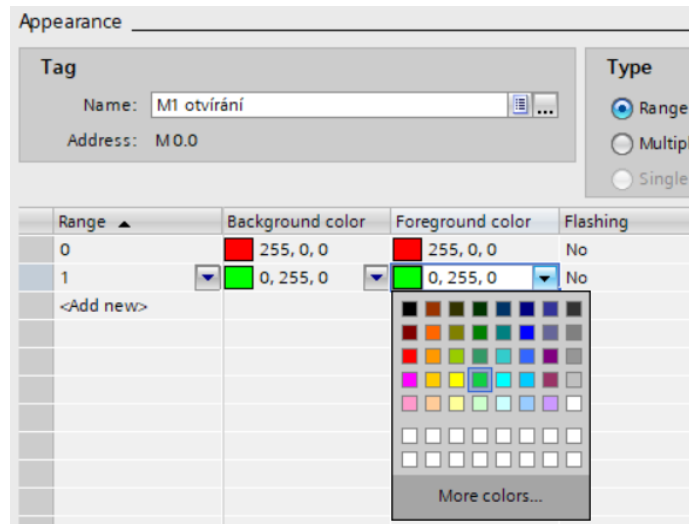 Appearance
Tag
Type
Name: M1 otvírání ...
Range
Address: M 0.0
Multipl
Single
Range Background color Foreground color Flashing
0 255, 0, 0 255, 0, 0 No
1 0, 255, 0 0, 255, 0 No
<Add new>
More colors...